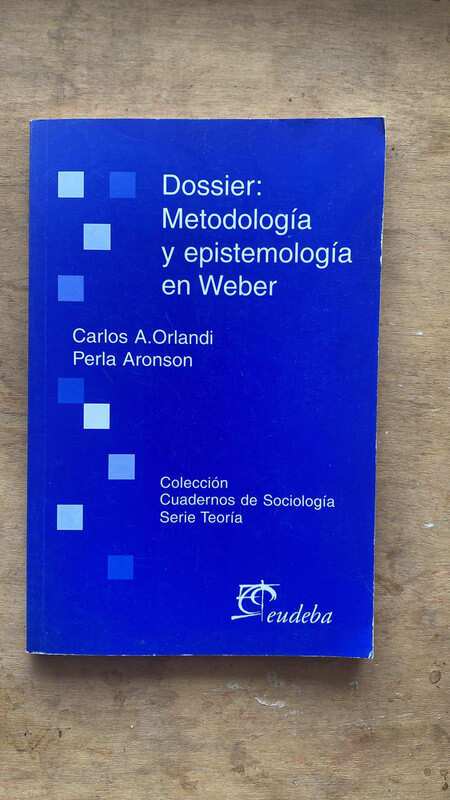 Dossier:
Metodología
y epistemología
en Weber
Carlos A.Orlandi
Perla Aronson
Colección
Cuadernos de Sociología
Serie Teoría
eudeba